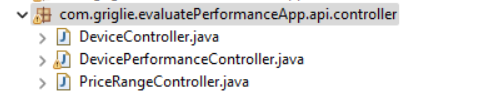 com.griglie.evaluatePerformanceApp.api.controller
DeviceController.java
DevicePerformanceController.java
PriceRangeController.java